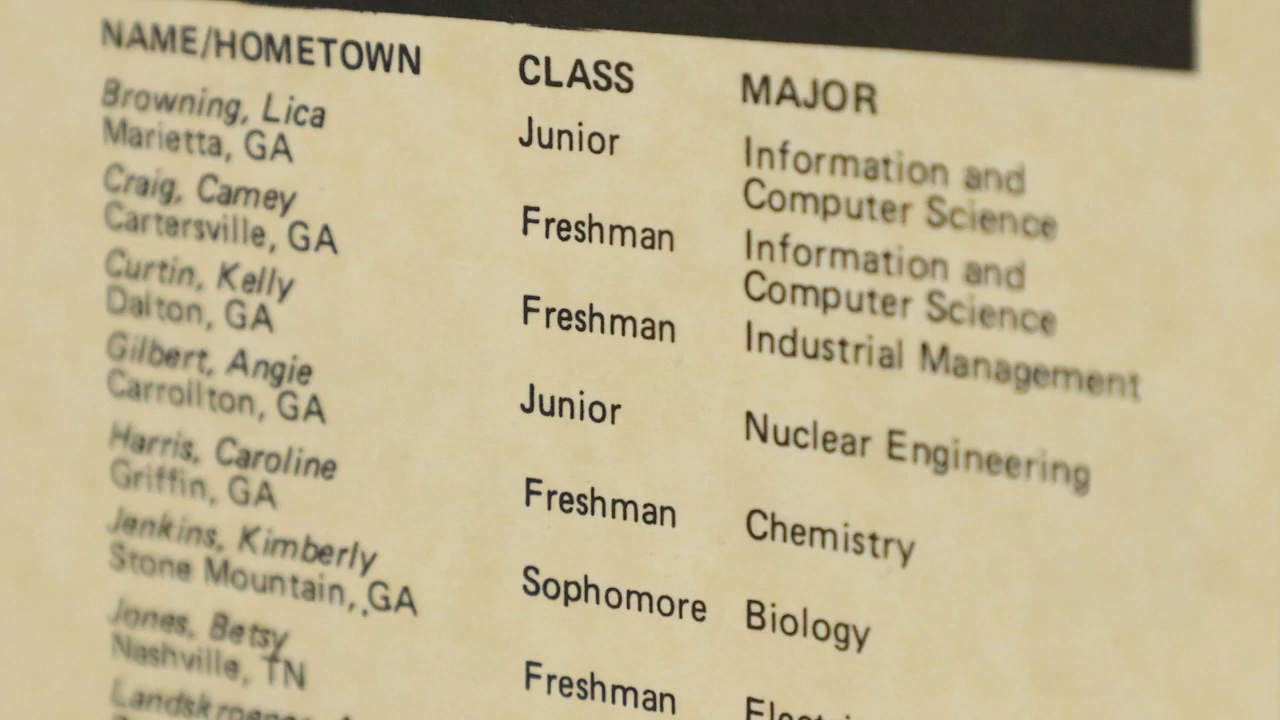 NAME/HOMETOWN CLASS MAJOR
Browning, Lica Junior Information and
Marietta, GA Computer Science
Craig, Camey Freshman Information and
Cartersville, GA Computer Science
Curtin, Kelly Freshman Industrial Management
Dalton, GA
Gilbert, Angie Junior Nuclear Engineering
Carrollton, GA
Harris, Caroline Freshman Chemistry
Griffin, GA
Jenkins, Kimberly Sophomore Biology
Stone Mountain, GA
Jones, Betsy Freshman
Nashville, TN